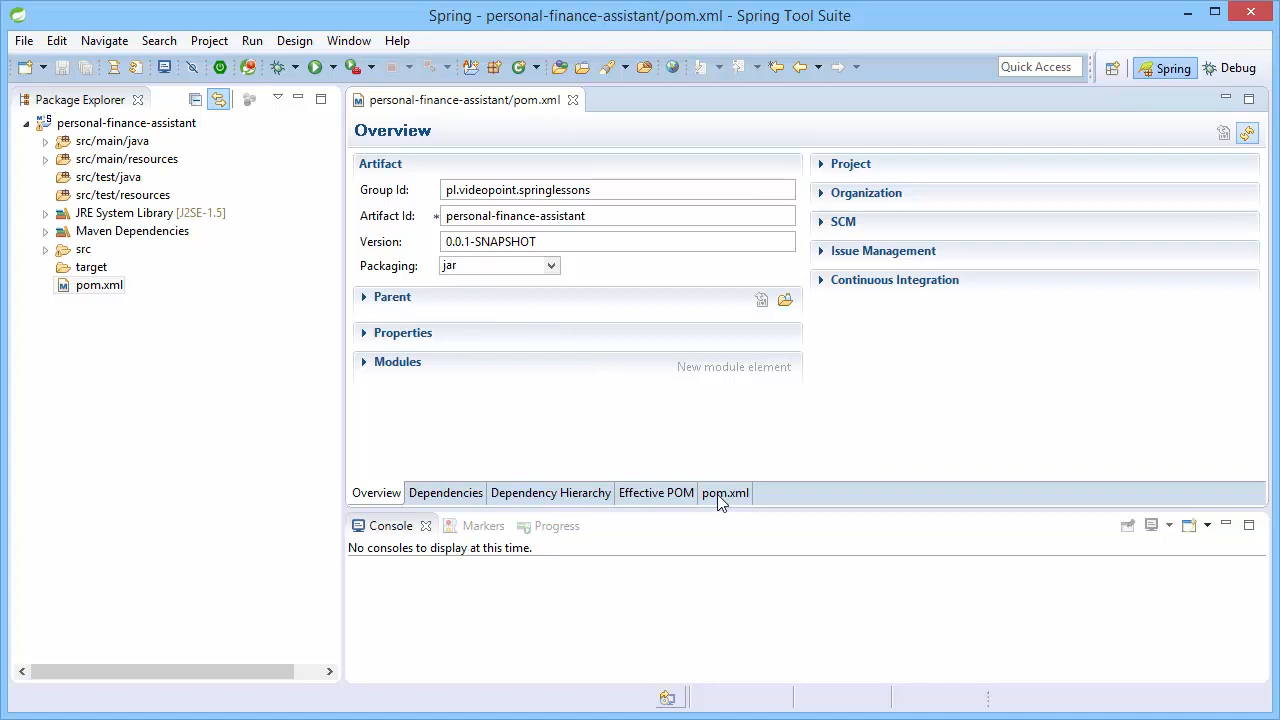 Spring - personal-finance-assistant/pom.xml - Spring Tool Suite
File Edit Navigate Search Project Run Design Window Help
Quick Access
Spring
Debug
Package Explorer
personal-finance-assistant
src/main/java
src/main/resources
src/test/java
src/test/resources
JRE System Library [J2SE-1.5]
Maven Dependencies
src
target
pom.xml
personal-finance-assistant/pom.xml
Overview
Artifact
Group Id: pl.videopoint.springlessons
Artifact Id: * personal-finance-assistant
Version: 0.0.1-SNAPSHOT
Packaging: jar
Parent
Properties
Modules
New module element
Project
Organization
SCM
Issue Management
Continuous Integration
Overview Dependencies Dependency Hierarchy Effective POM pom.xml
Console Markers Progress
No consoles to display at this time.